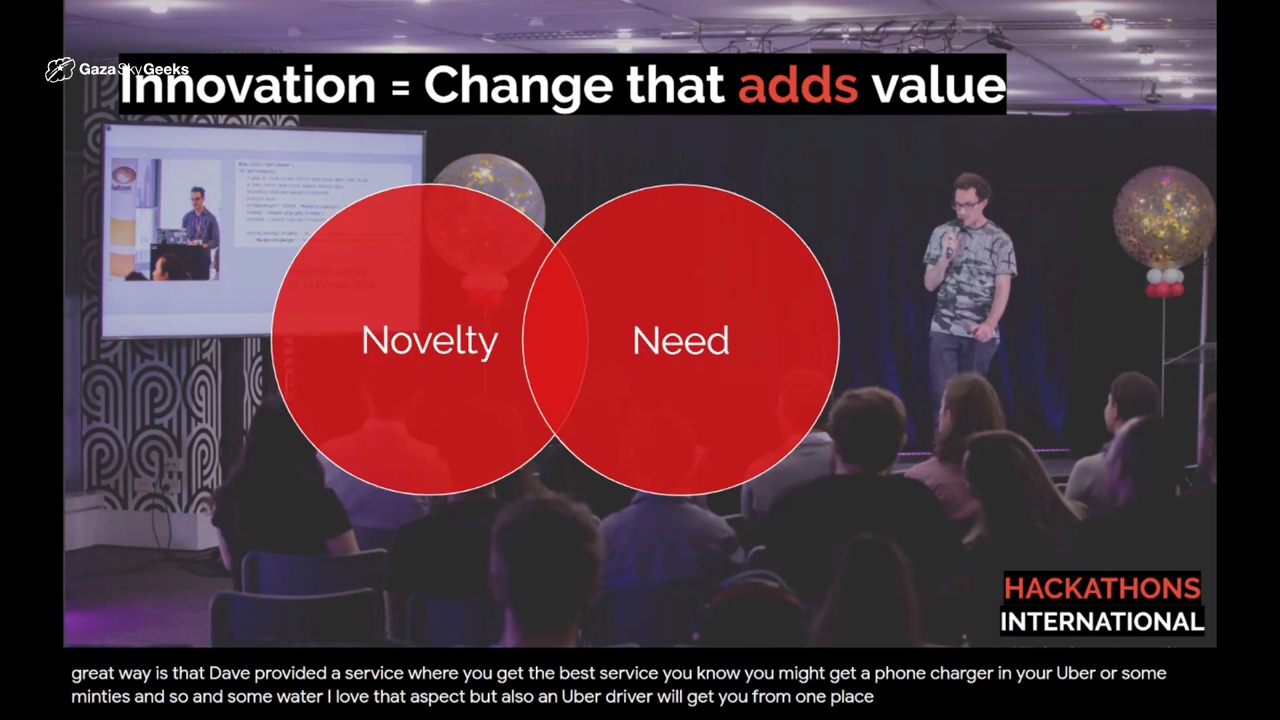 GazaSkyGeeks
Innovation = Change that adds value
Novelty
Need
HACKATHONS
INTERNATIONAL
great way is that Dave provided a service where you get the best service you know you might get a phone charger in your Uber or some
minties and so and some water I love that aspect but also an Uber driver will get you from one place